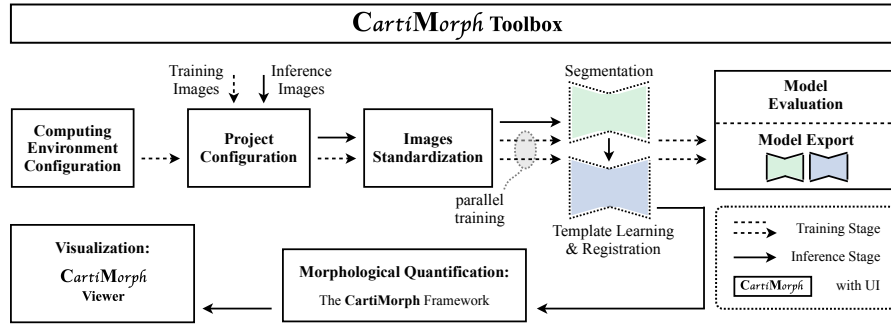 CartiMorph Toolbox
Training
Images
Inference
Images
Segmentation
Computing
Environment
Configuration
Project
Configuration
Images
Standardization
parallel
training
Template Learning
& Registration
Model
Evaluation
Model Export
Training Stage
Inference Stage
CartiMorph with UI
Visualization:
CartiMorph
Viewer
Morphological Quantification:
The CartiMorph Framework